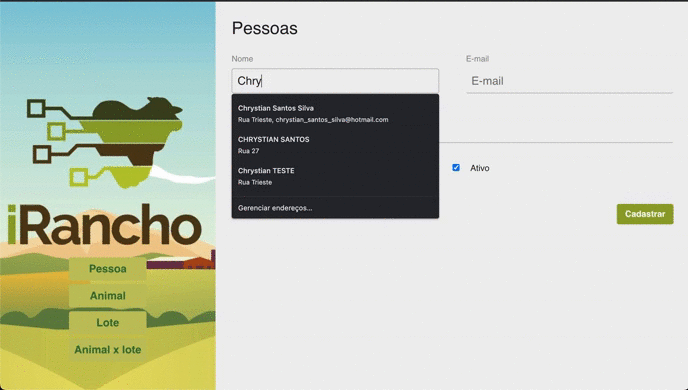 Pessoas
Nome
E-mail
Chry
E-mail
Chrystian Santos Silva
Rua Trieste, chrystian_santos_silva@hotmail.com
CHRYSTIAN SANTOS
Rua 27
Chrystian TESTE
Rua Trieste
Ativo
Gerenciar endereços...
Cadastrar
iRancho
Pessoa
Animal
Lote
Animal x lote